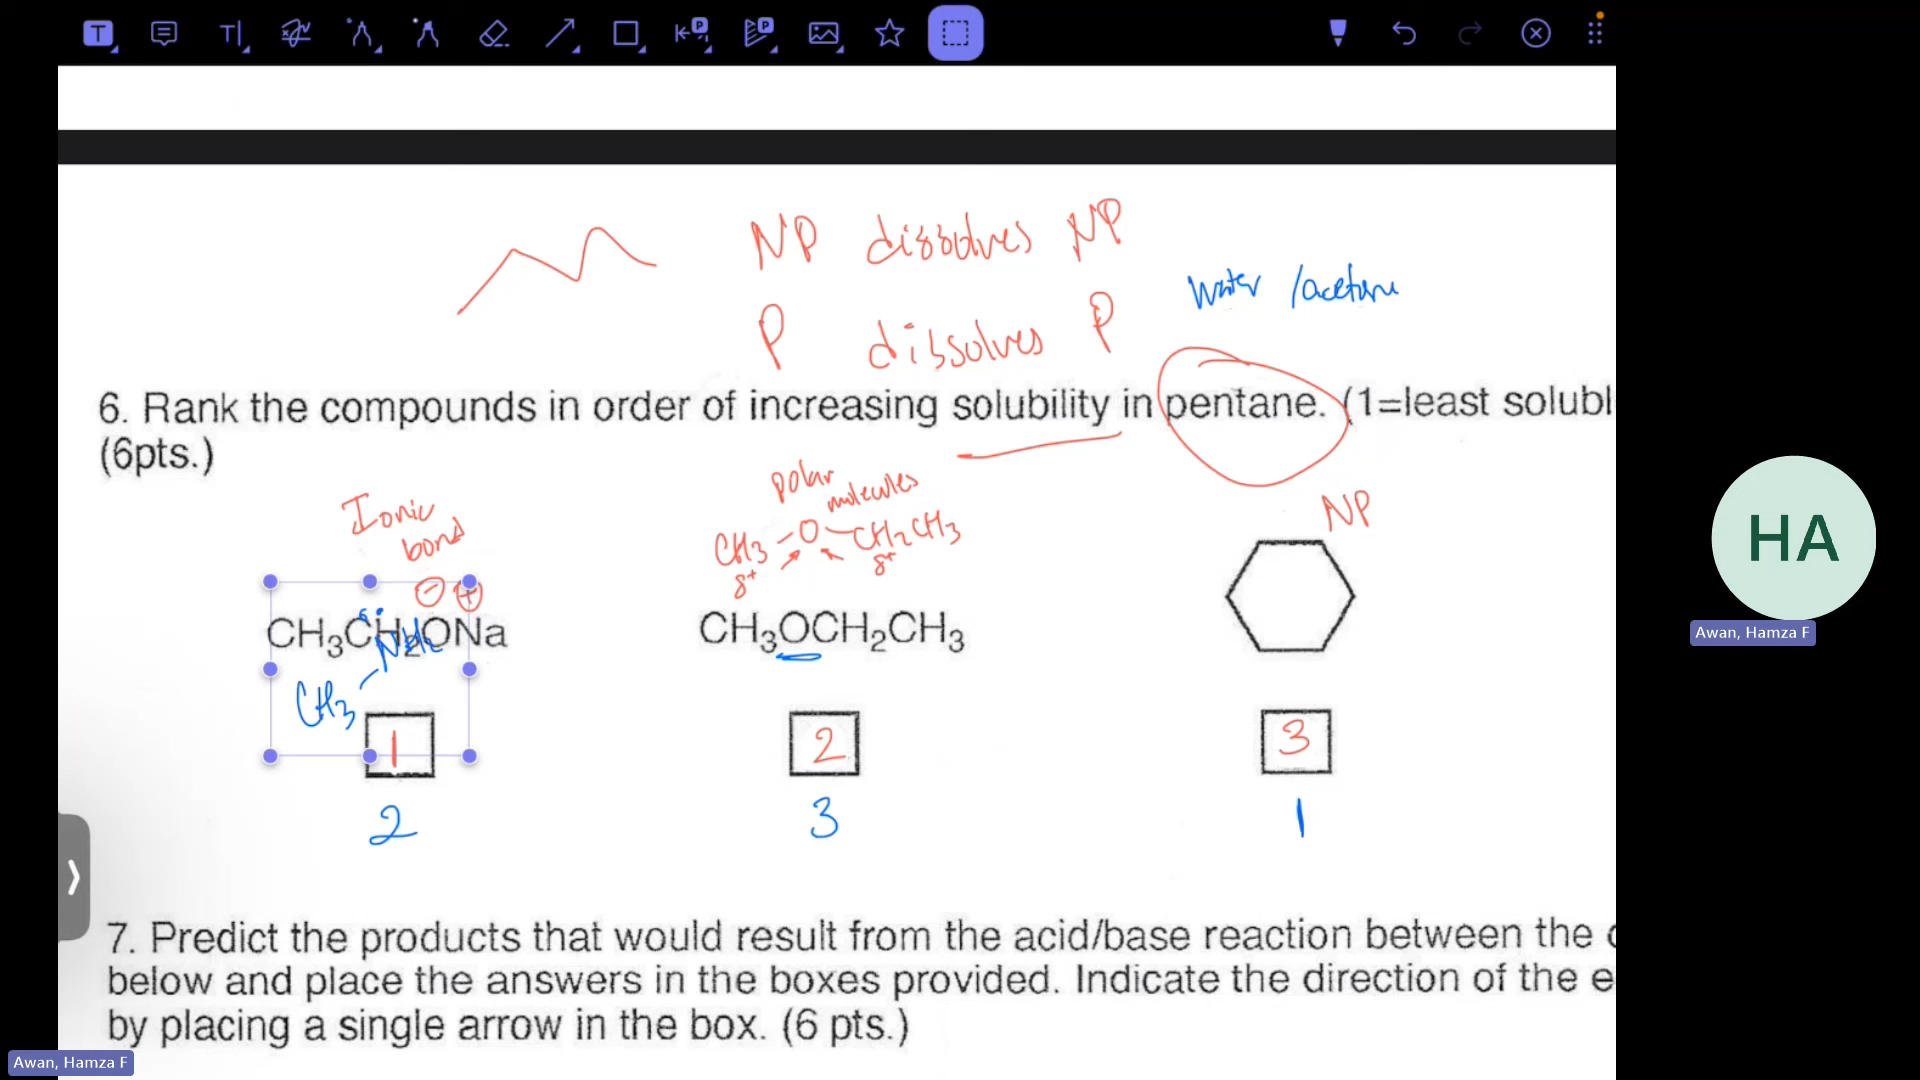 NP dissolves NP
water /acetone
P dissolves P
6. Rank the compounds in order of increasing solubility in pentane. (1=least solubl
(6pts.)
Ionic bond
polar molecules
CH3 - O - CH2CH3
δ+ δ+
NP
⊖ ⊕
CH₃CH₂ONa
CH₃OCH₂CH₃
NH2
CH3
1 2 3
2 3 1
7. Predict the products that would result from the acid/base reaction between the c
below and place the answers in the boxes provided. Indicate the direction of the e
by placing a single arrow in the box. (6 pts.)
HA
Awan, Hamza F
Awan, Hamza F